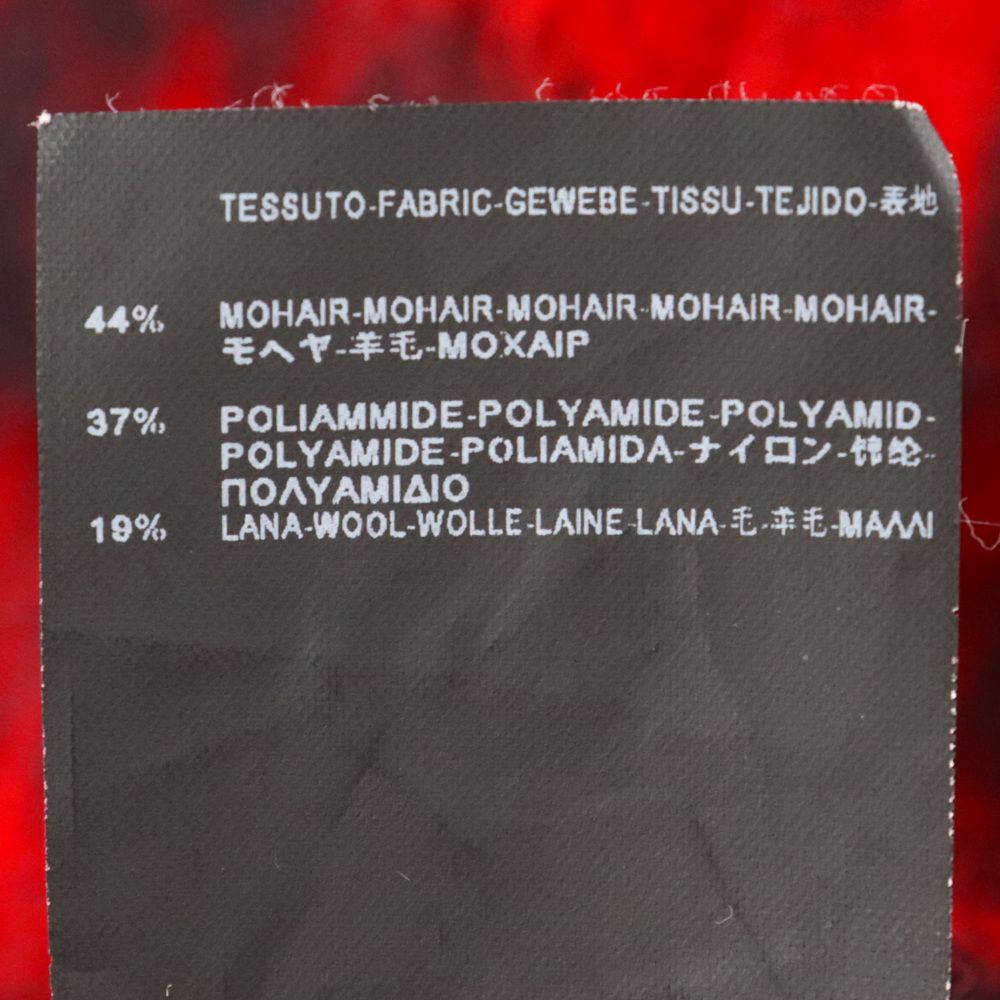 TESSUTO-FABRIC-GEWEBE-TISSU-TEJIDO-表地
44% MOHAIR-MOHAIR-MOHAIR-MOHAIR-MOHAIR-
モヘヤ-羊毛-ΜΟΧΑΙΡ
37% POLIAMMIDE-POLYAMIDE-POLYAMID-
POLYAMIDE-POLIAMIDA-ナイロン-锦纶-
ΠΟΛΥΑΜΙΔΙΟ
19% LANA-WOOL-WOLLE-LAINE-LANA-毛-羊毛-ΜΑΛΛΙ